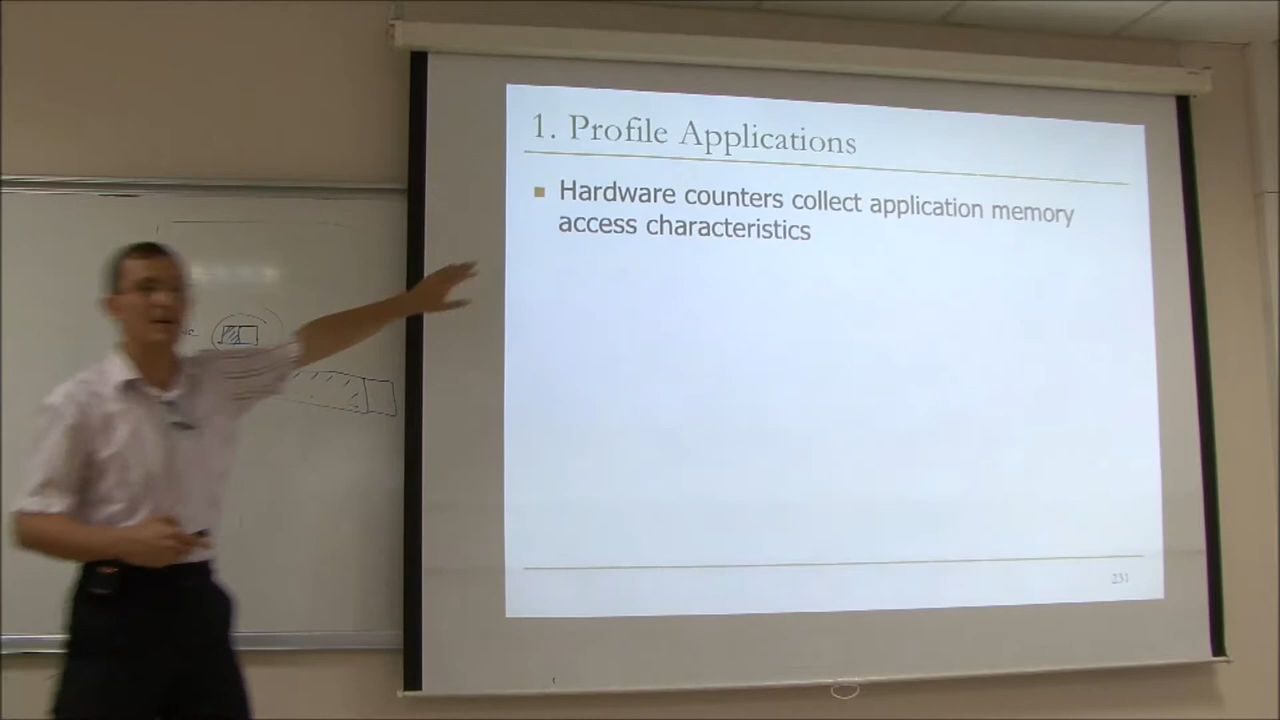 1. Profile Applications
Hardware counters collect application memory
access characteristics
231